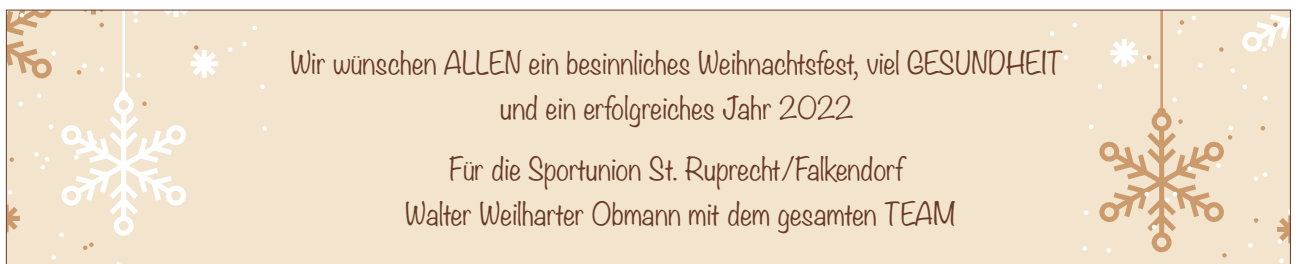 Wir wünschen ALLEN ein besinnliches Weihnachtsfest, viel GESUNDHEIT
und ein erfolgreiches Jahr 2022
Für die Sportunion St. Ruprecht/Falkendorf
Walter Weilharter Obmann mit dem gesamten TEAM